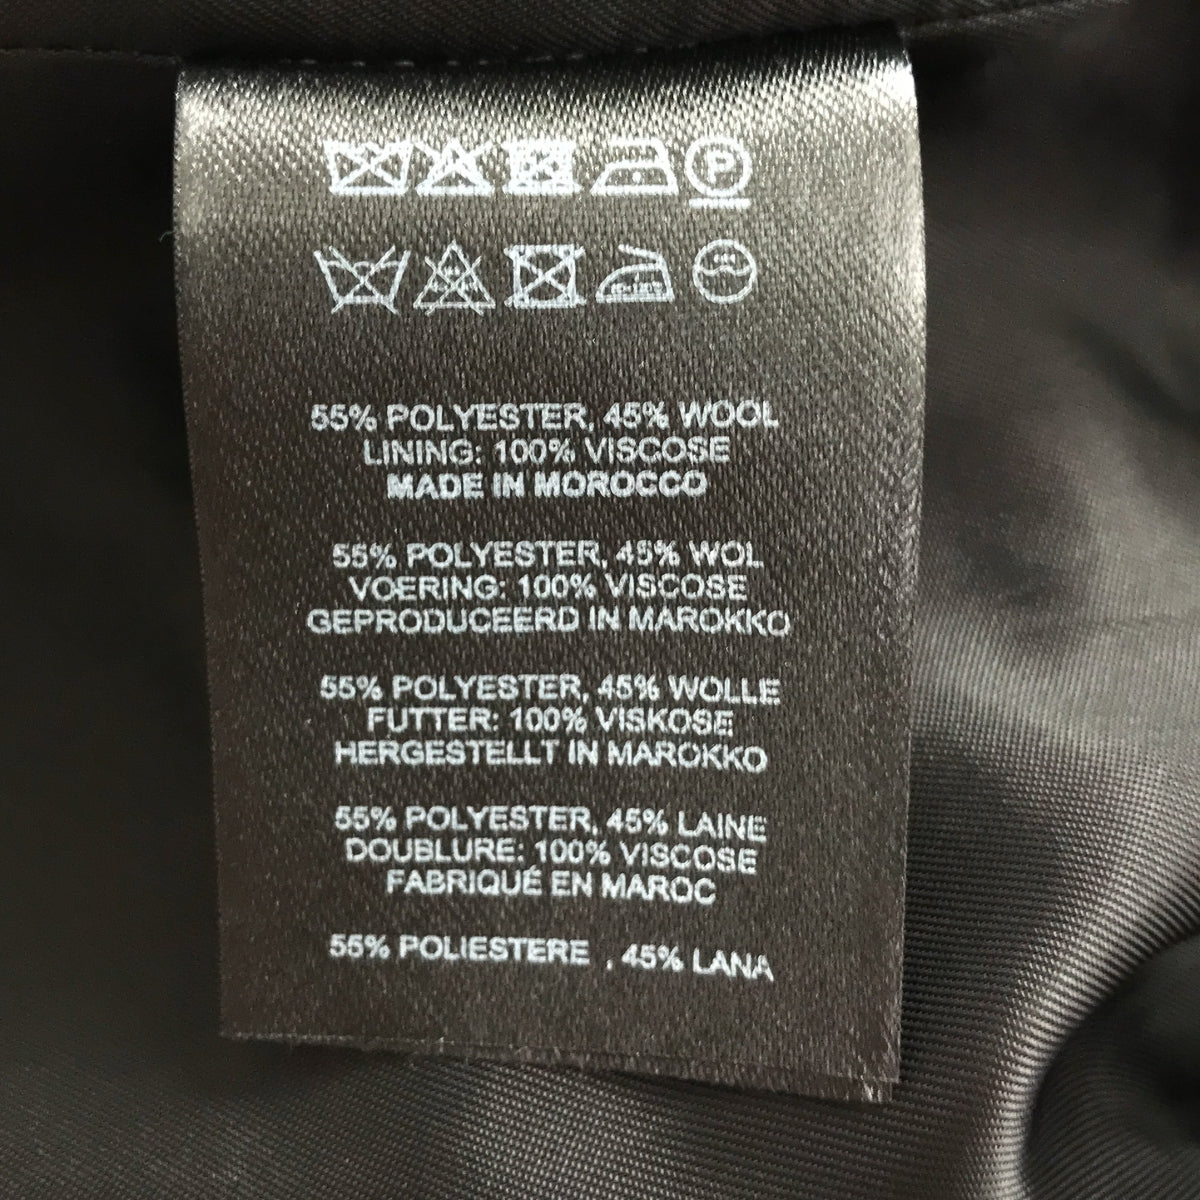 P
55% POLYESTER, 45% WOOL
LINING: 100% VISCOSE
MADE IN MOROCCO
55% POLYESTER, 45% WOL
VOERING: 100% VISCOSE
GEPRODUCEERD IN MAROKKO
55% POLYESTER, 45% WOLLE
FUTTER: 100% VISKOSE
HERGESTELLT IN MAROKKO
55% POLYESTER, 45% LAINE
DOUBLURE: 100% VISCOSE
FABRIQUÉ EN MAROC
55% POLIESTERE , 45% LANA